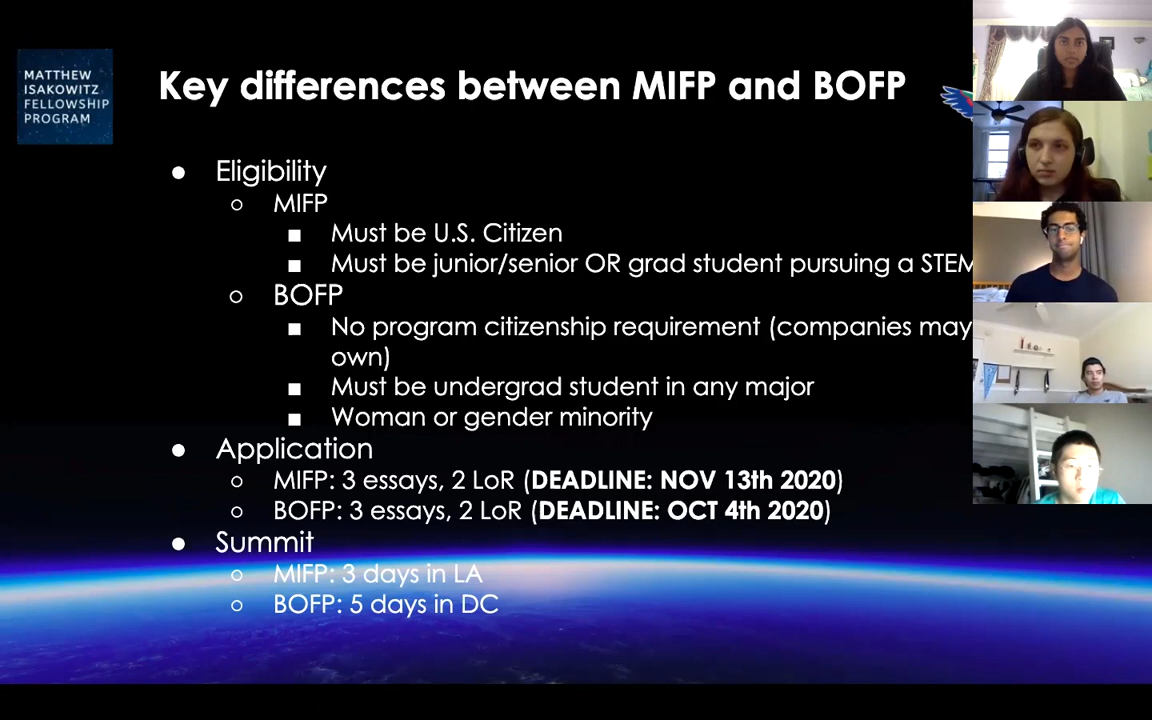 MATTHEW
ISAKOWITZ
FELLOWSHIP
PROGRAM
Key differences between MIFP and BOFP
● Eligibility
○ MIFP
■ Must be U.S. Citizen
■ Must be junior/senior OR grad student pursuing a STEM
○ BOFP
■ No program citizenship requirement (companies may
own)
■ Must be undergrad student in any major
■ Woman or gender minority
● Application
○ MIFP: 3 essays, 2 LoR (DEADLINE: NOV 13th 2020)
○ BOFP: 3 essays, 2 LoR (DEADLINE: OCT 4th 2020)
● Summit
○ MIFP: 3 days in LA
○ BOFP: 5 days in DC